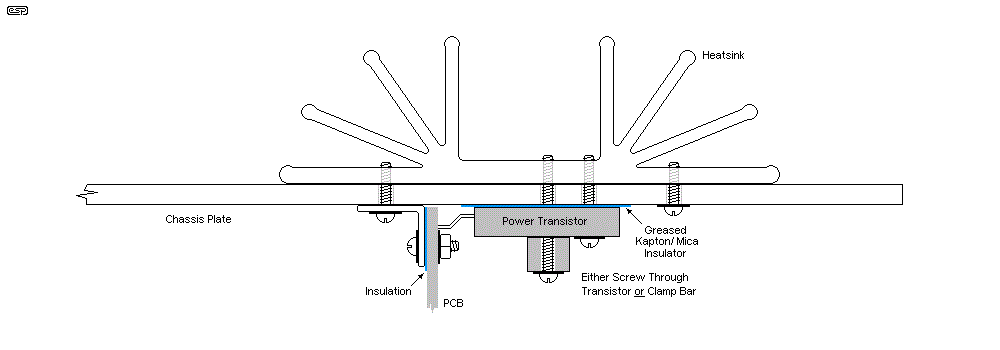 esp
Heatsink
Chassis Plate
Power Transistor
Greased
Kapton/ Mica
Insulator
Either Screw Through
Transistor or Clamp Bar
Insulation
PCB